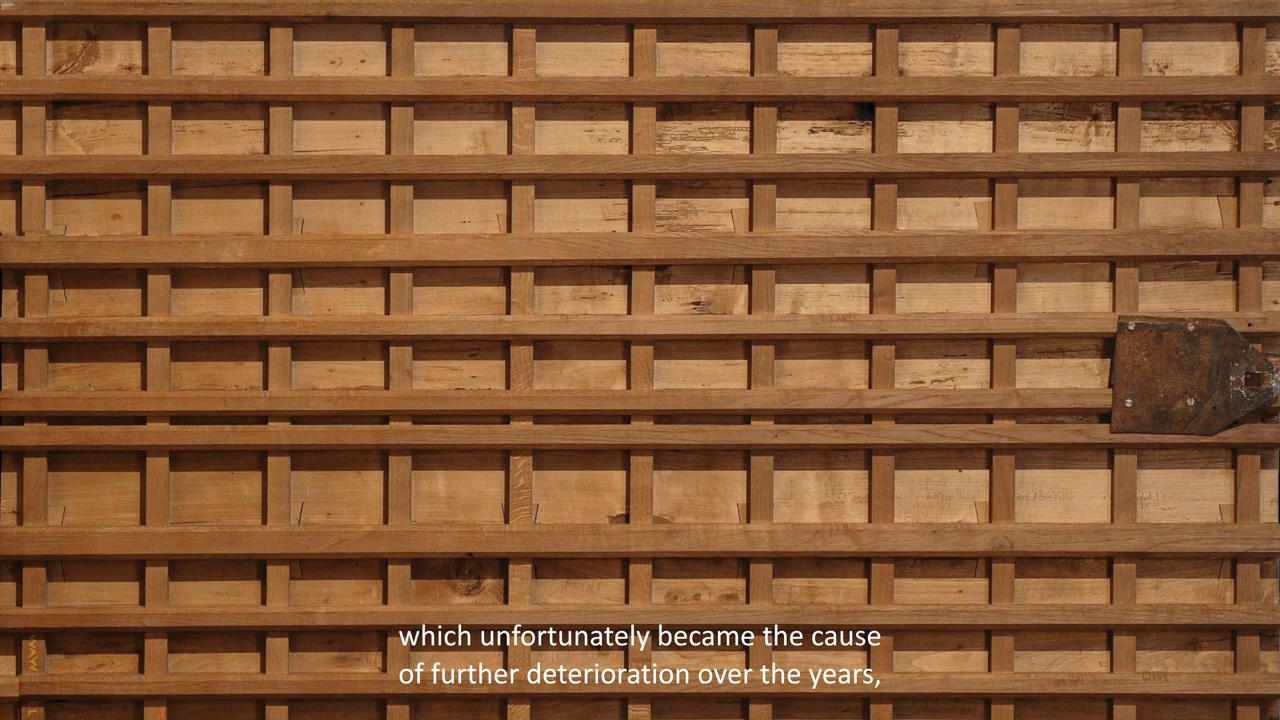 which unfortunately became the cause
of further deterioration over the years,